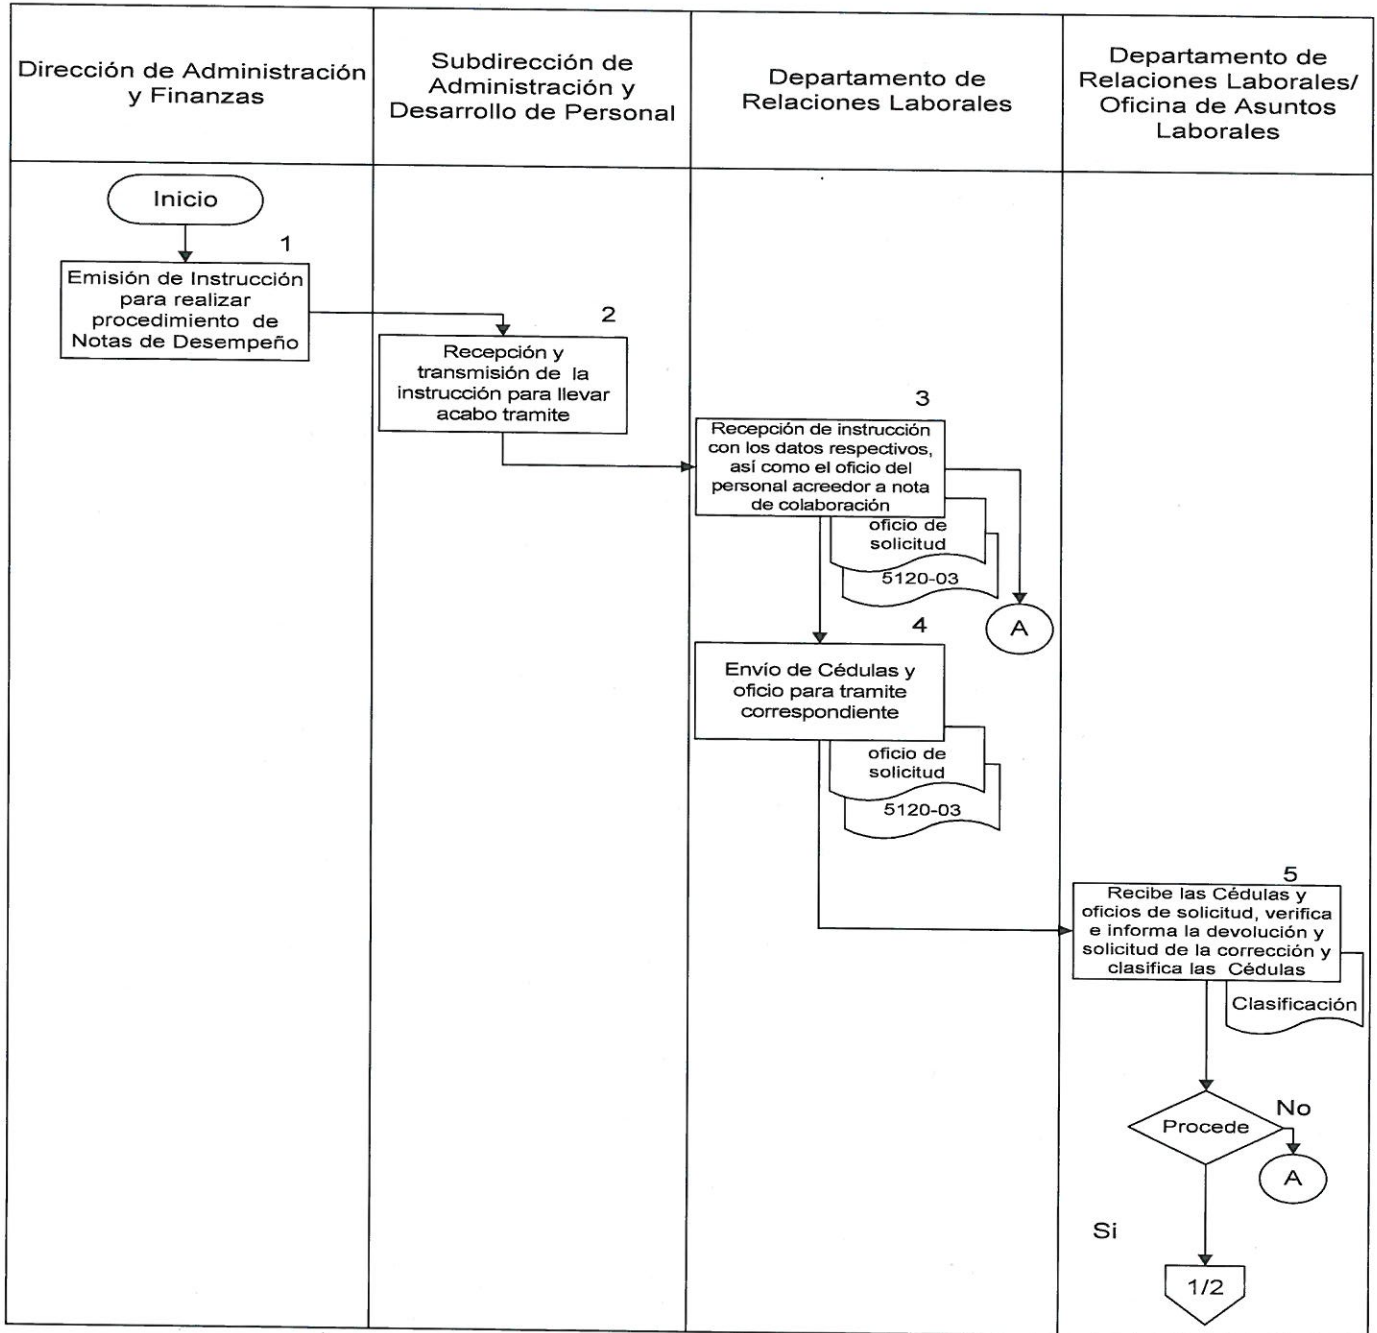 Dirección de Administración
y Finanzas
Subdirección de
Administración y
Desarrollo de Personal
Departamento de
Relaciones Laborales
Departamento de
Relaciones Laborales/
Oficina de Asuntos
Laborales
Inicio
1
Emisión de Instrucción
para realizar
procedimiento de
Notas de Desempeño
2
Recepción y
transmisión de la
instrucción para llevar
acabo tramite
3
Recepción de instrucción
con los datos respectivos,
así como el oficio del
personal acreedor a nota
de colaboración
oficio de
solicitud
5120-03
A
4
Envío de Cédulas y
oficio para tramite
correspondiente
oficio de
solicitud
5120-03
5
Recibe las Cédulas y
oficios de solicitud, verifica
e informa la devolución y
solicitud de la corrección y
clasifica las Cédulas
Clasificación
Procede
No
A
Si
1/2